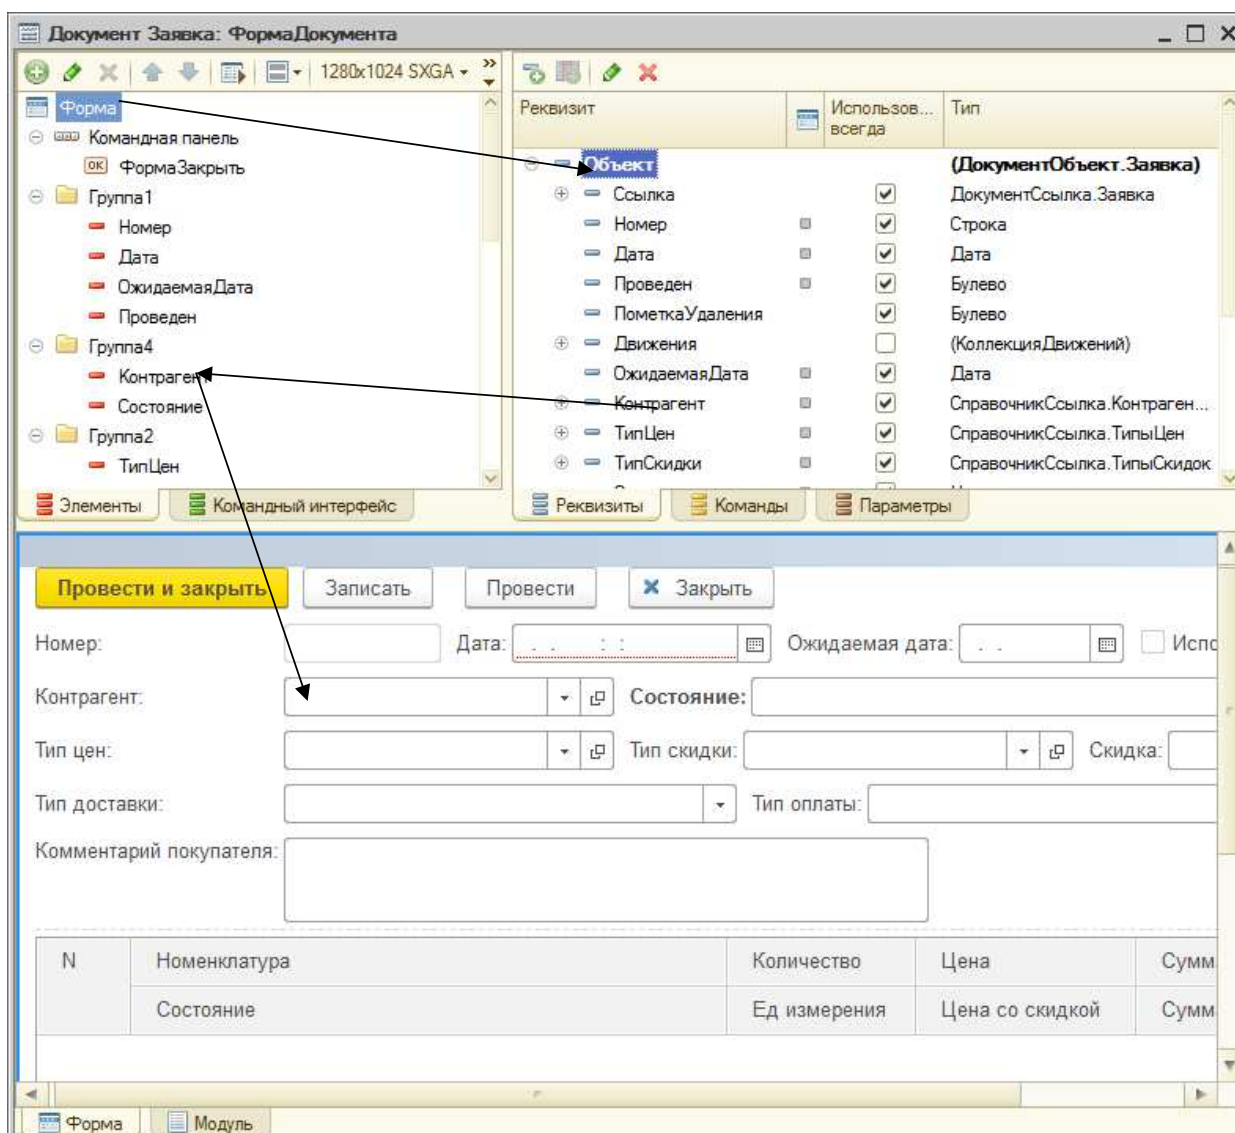 Документ Заявка: ФормаДокумента
1280x1024 SXGA
Форма
Командная панель
ОК ФормаЗакрыть
Группа1
Номер
Дата
ОжидаемаяДата
Проведен
Группа4
Контрагент
Состояние
Группа2
ТипЦен
Элементы Командный интерфейс
Реквизит Использов... всегда Тип
Объект (ДокументОбъект.Заявка)
Ссылка ДокументСсылка.Заявка
Номер Строка
Дата Дата
Проведен Булево
ПометкаУдаления Булево
Движения (КоллекцияДвижений)
ОжидаемаяДата Дата
Контрагент СправочникСсылка.Контраген...
ТипЦен СправочникСсылка.ТипыЦен
ТипСкидки СправочникСсылка.ТипыСкидок
Реквизиты Команды Параметры
Провести и закрыть Записать Провести Закрыть
Номер: Дата: . . : : Ожидаемая дата: . . Испо
Контрагент: Состояние:
Тип цен: Тип скидки: Скидка:
Тип доставки: Тип оплаты:
Комментарий покупателя:
N Номенклатура Количество Цена Сумм
Состояние Ед измерения Цена со скидкой Сумм
Форма Модуль